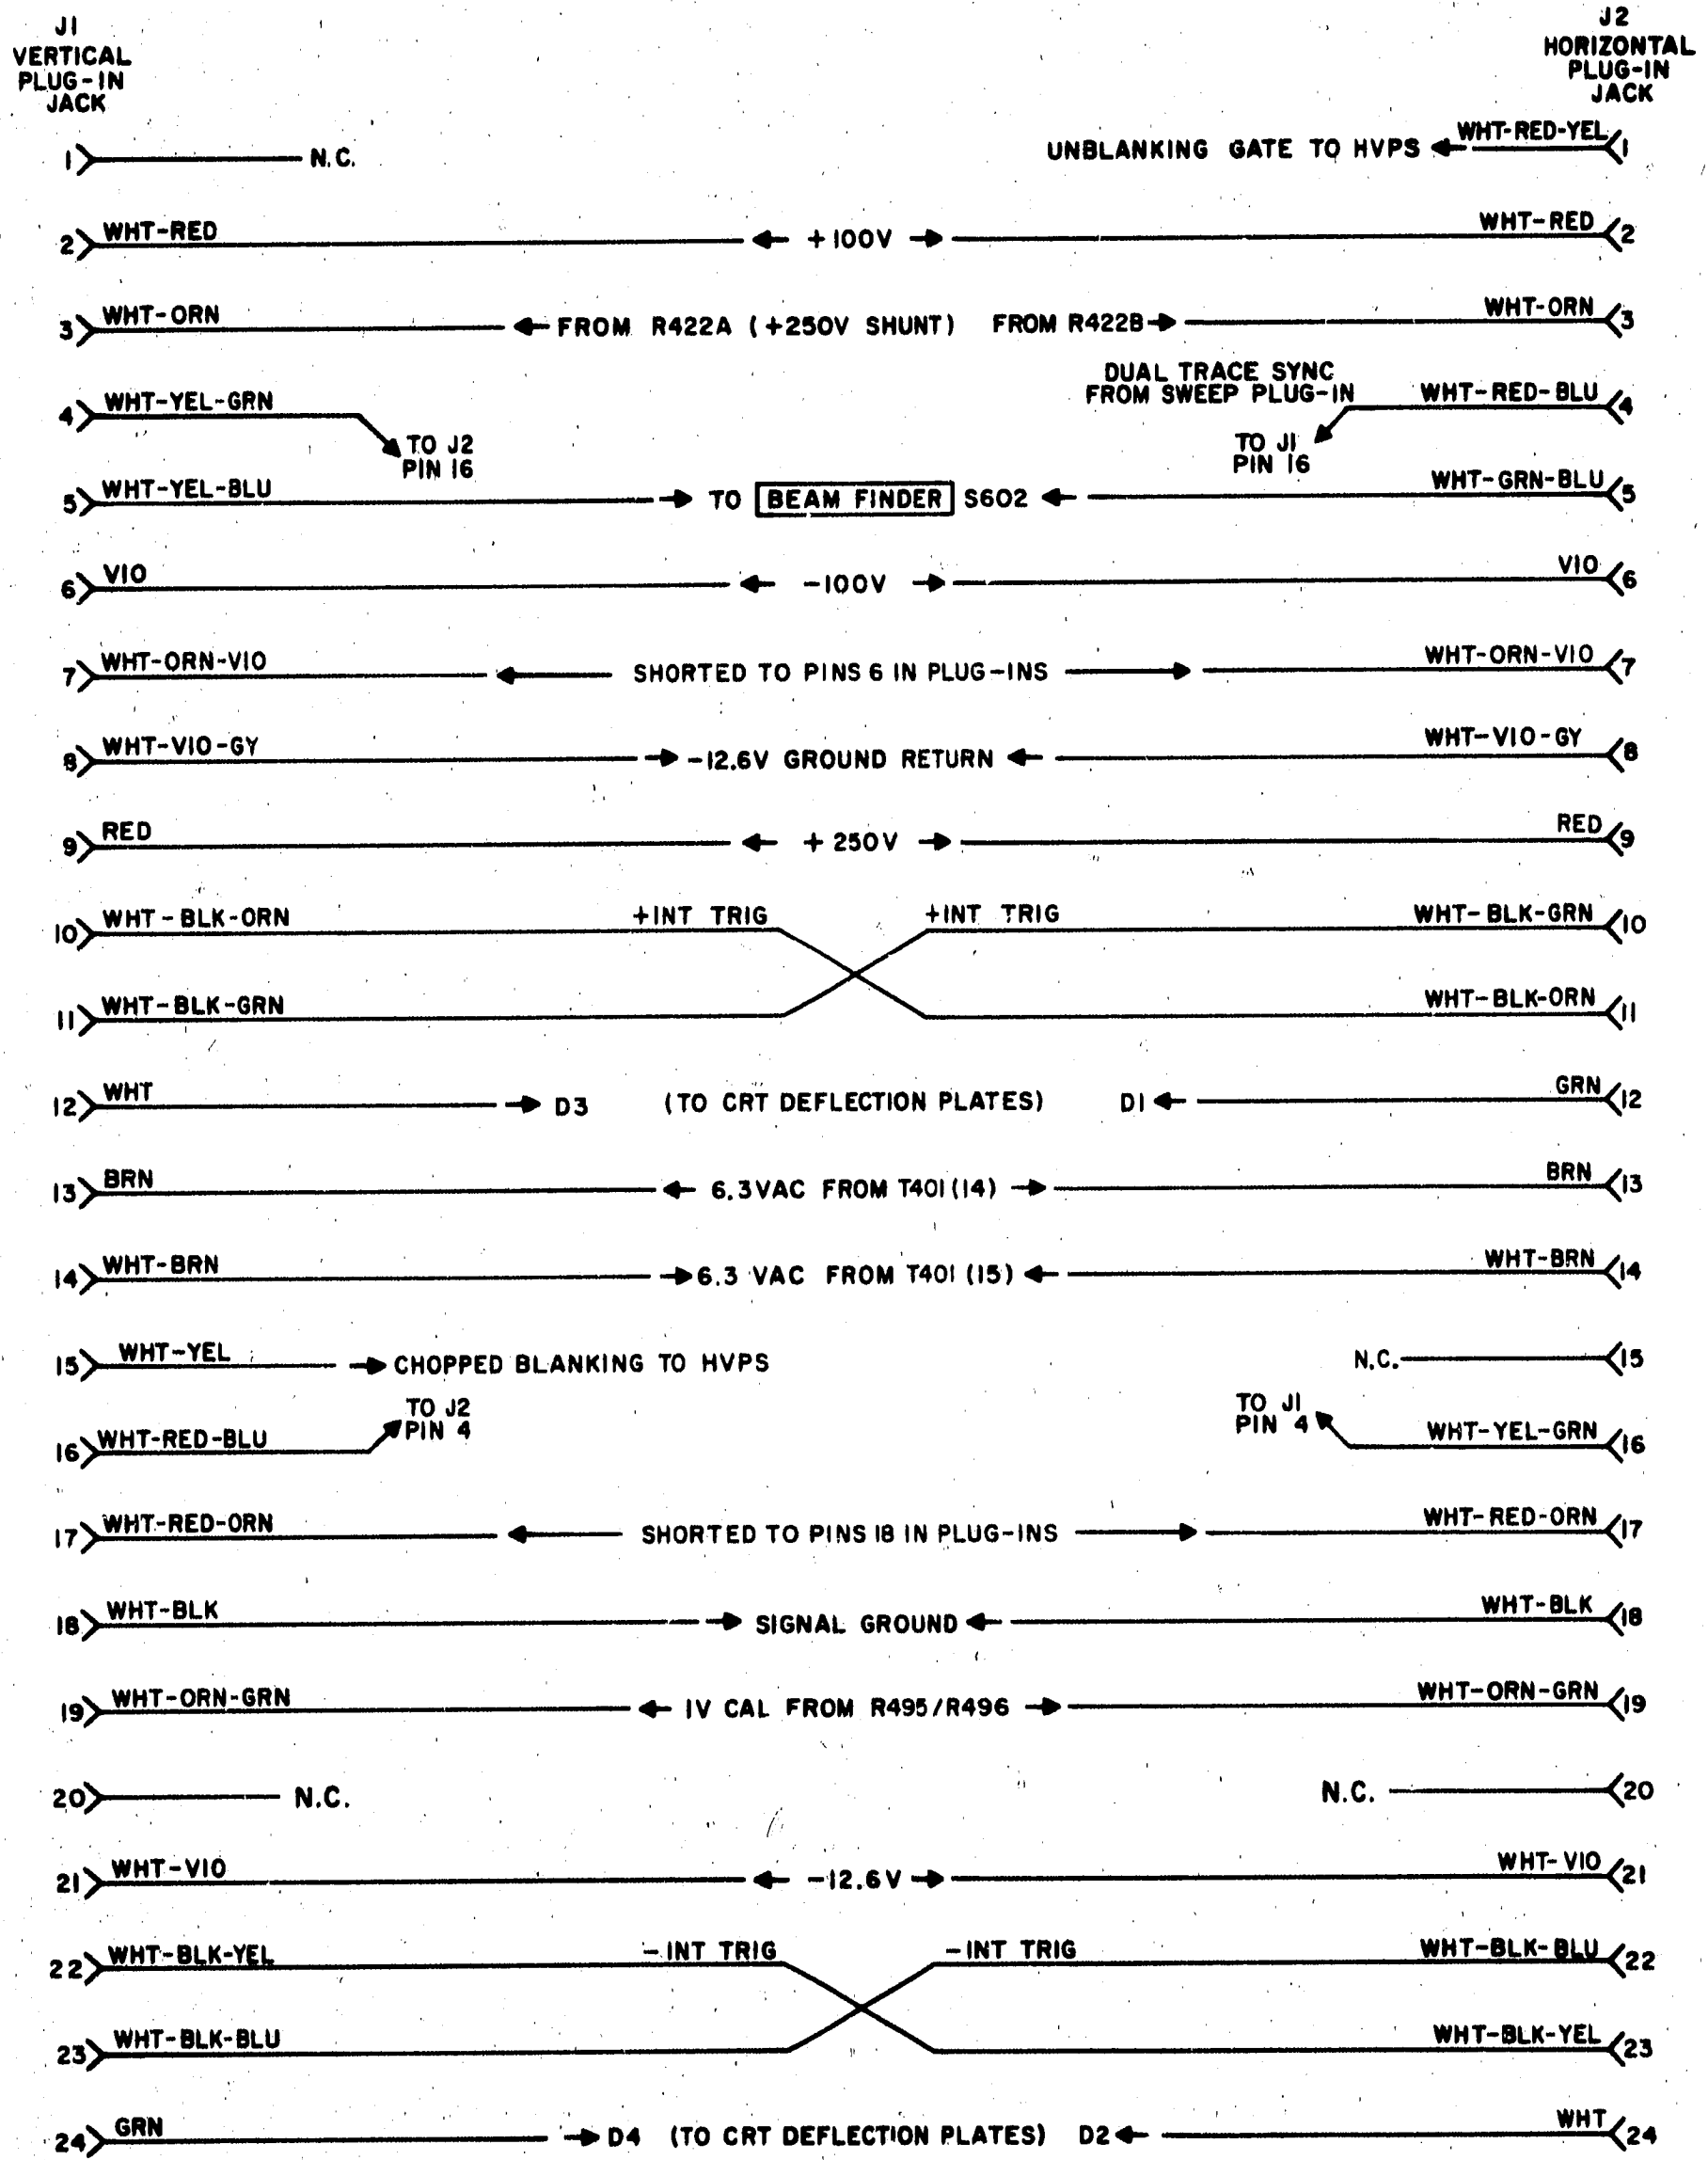 J1
VERTICAL
PLUG-IN
JACK
J2
HORIZONTAL
PLUG-IN
JACK
1 N.C. UNBLANKING GATE TO HVPS WHT-RED-YEL 1
2 WHT-RED +100V WHT-RED 2
3 WHT-ORN FROM R422A (+250V SHUNT) FROM R422B WHT-ORN 3
DUAL TRACE SYNC
FROM SWEEP PLUG-IN
4 WHT-YEL-GRN WHT-RED-BLU 4
TO J2
PIN 16
TO J1
PIN 16
5 WHT-YEL-BLU TO BEAM FINDER S602 WHT-GRN-BLU 5
6 VIO -100V VIO 6
7 WHT-ORN-VIO SHORTED TO PINS 6 IN PLUG-INS WHT-ORN-VIO 7
8 WHT-VIO-GY -12.6V GROUND RETURN WHT-VIO-GY 8
9 RED + 250V RED 9
10 WHT-BLK-ORN +INT TRIG +INT TRIG WHT-BLK-GRN 10
11 WHT-BLK-GRN WHT-BLK-ORN 11
12 WHT D3 (TO CRT DEFLECTION PLATES) D1 GRN 12
13 BRN 6.3VAC FROM T401(14) BRN 13
14 WHT-BRN 6.3 VAC FROM T401 (15) WHT-BRN 14
15 WHT-YEL CHOPPED BLANKING TO HVPS N.C. 15
TO J2
PIN 4
TO J1
PIN 4
16 WHT-RED-BLU WHT-YEL-GRN 16
17 WHT-RED-ORN SHORTED TO PINS 18 IN PLUG-INS WHT-RED-ORN 17
18 WHT-BLK SIGNAL GROUND WHT-BLK 18
19 WHT-ORN-GRN 1V CAL FROM R495/R496 WHT-ORN-GRN 19
20 N.C. N.C. 20
21 WHT-VIO -12.6V WHT-VIO 21
22 WHT-BLK-YEL -INT TRIG -INT TRIG WHT-BLK-BLU 22
23 WHT-BLK-BLU WHT-BLK-YEL 23
24 GRN D4 (TO CRT DEFLECTION PLATES) D2 WHT 24